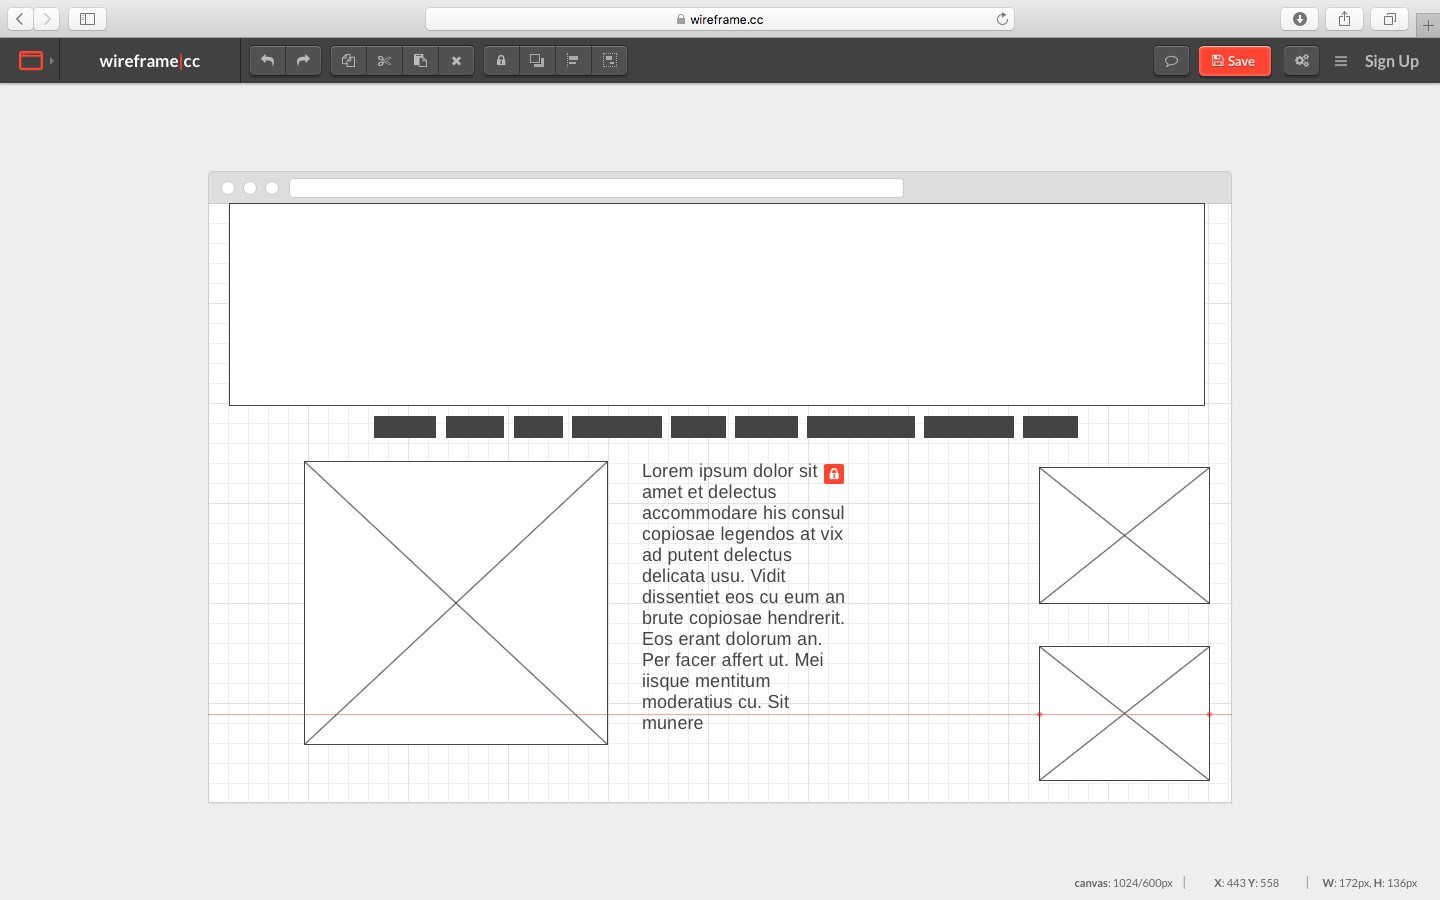 wireframe.cc
wireframe|cc
Save
Sign Up
Lorem ipsum dolor sit
amet et delectus
accommodare his consul
copiosae legendos at vix
ad putent delectus
delicata usu. Vidit
dissentiet eos cu eum an
brute copiosae hendrerit.
Eos erant dolorum an.
Per facer affert ut. Mei
iisque mentitum
moderatius cu. Sit
munere
canvas: 1024/600px | X: 443 Y: 558 | W: 172px, H: 136px